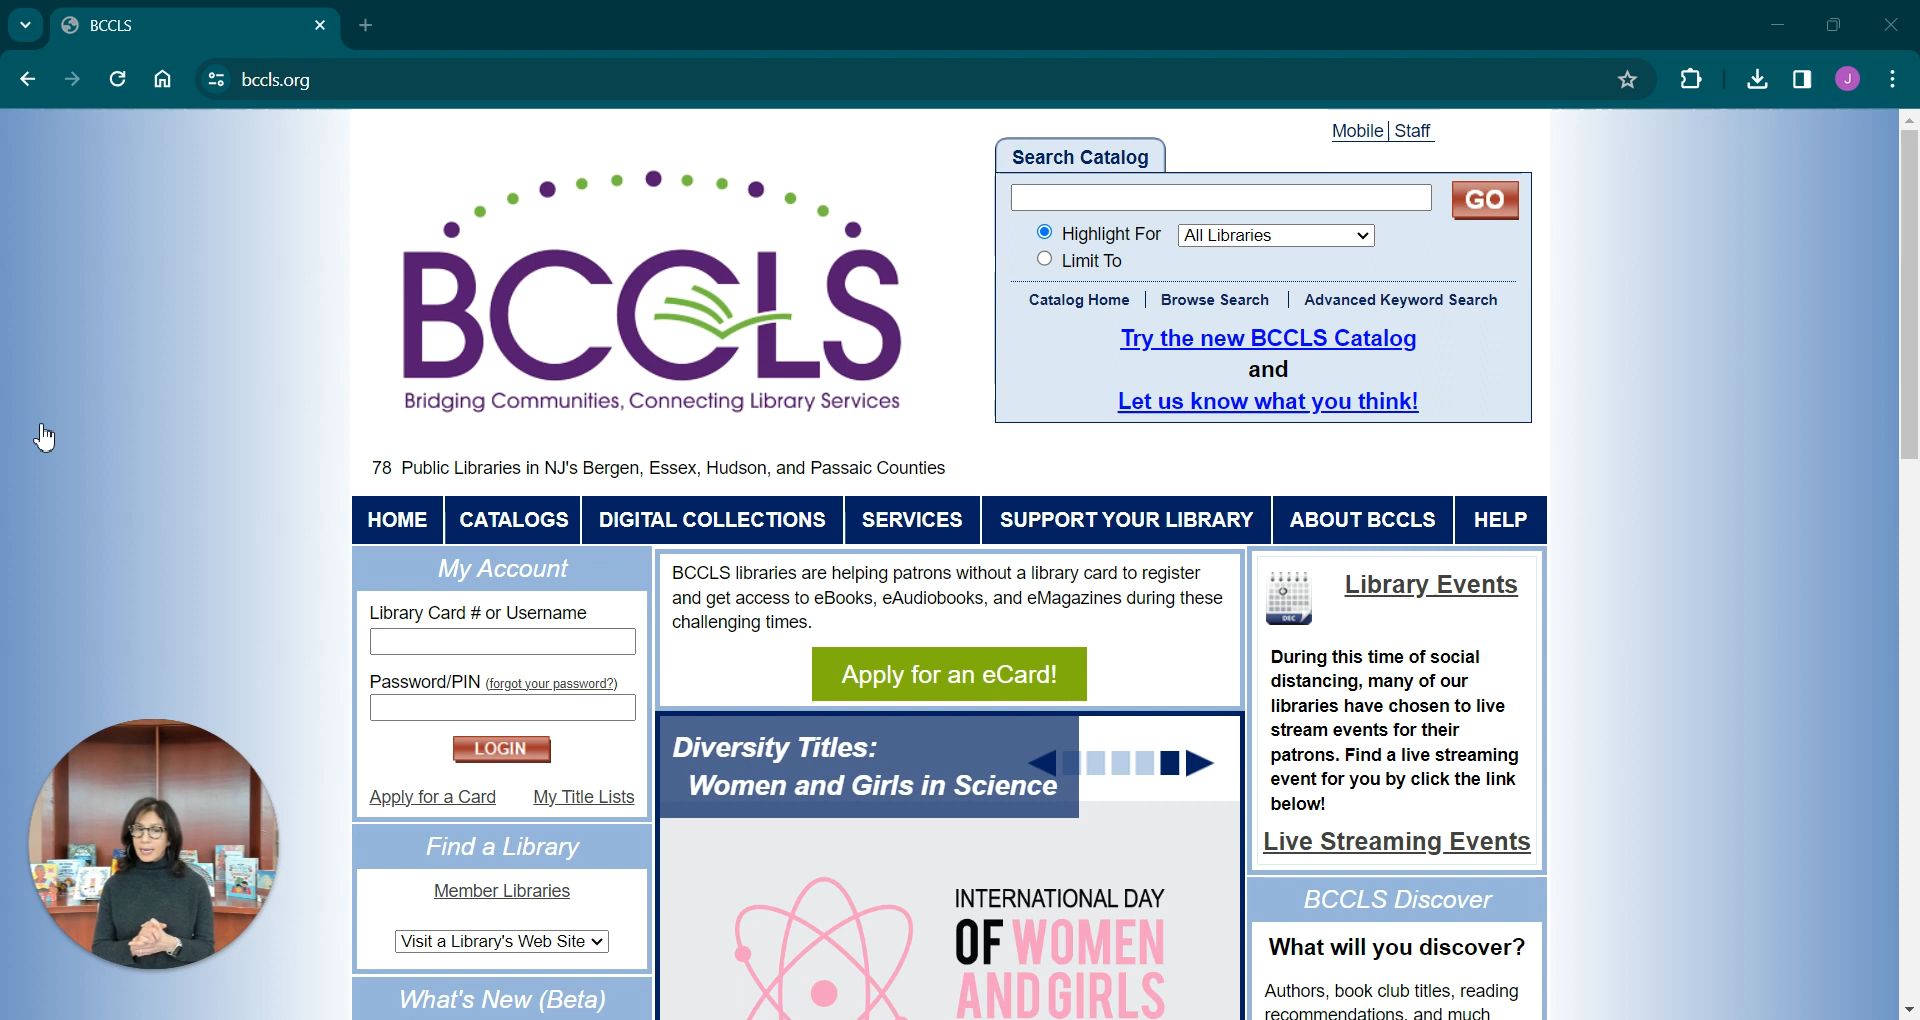 BCCLS
bccls.org
J
Mobile | Staff
Search Catalog
GO
Highlight For All Libraries
Limit To
Catalog Home | Browse Search | Advanced Keyword Search
Try the new BCCLS Catalog
and
Let us know what you think!
BCCLS
Bridging Communities, Connecting Library Services
78 Public Libraries in NJ's Bergen, Essex, Hudson, and Passaic Counties
HOME CATALOGS DIGITAL COLLECTIONS SERVICES SUPPORT YOUR LIBRARY ABOUT BCCLS HELP
My Account
Library Card # or Username
Password/PIN (forgot your password?)
LOGIN
Apply for a Card My Title Lists
Find a Library
Member Libraries
Visit a Library's Web Site
What's New (Beta)
BCCLS libraries are helping patrons without a library card to register
and get access to eBooks, eAudiobooks, and eMagazines during these
challenging times.
Apply for an eCard!
Diversity Titles:
Women and Girls in Science
INTERNATIONAL DAY
OF WOMEN
AND GIRLS
DEC
Library Events
During this time of social
distancing, many of our
libraries have chosen to live
stream events for their
patrons. Find a live streaming
event for you by click the link
below!
Live Streaming Events
BCCLS Discover
What will you discover?
Authors, book club titles, reading
recommendations, and much